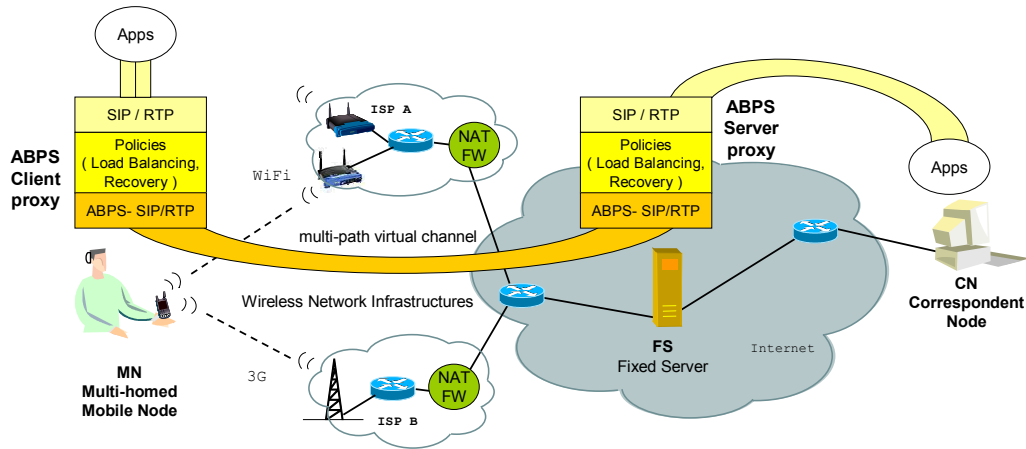 Apps
SIP / RTP
Policies
( Load Balancing,
Recovery )
ABPS- SIP/RTP
ABPS
Client
proxy
ISP A
NAT
FW
WiFi
SIP / RTP
Policies
( Load Balancing,
Recovery )
ABPS- SIP/RTP
ABPS
Server
proxy
Apps
multi-path virtual channel
Wireless Network Infrastructures
MN
Multi-homed
Mobile Node
3G
NAT
FW
ISP B
FS
Fixed Server
Internet
CN
Correspondent
Node